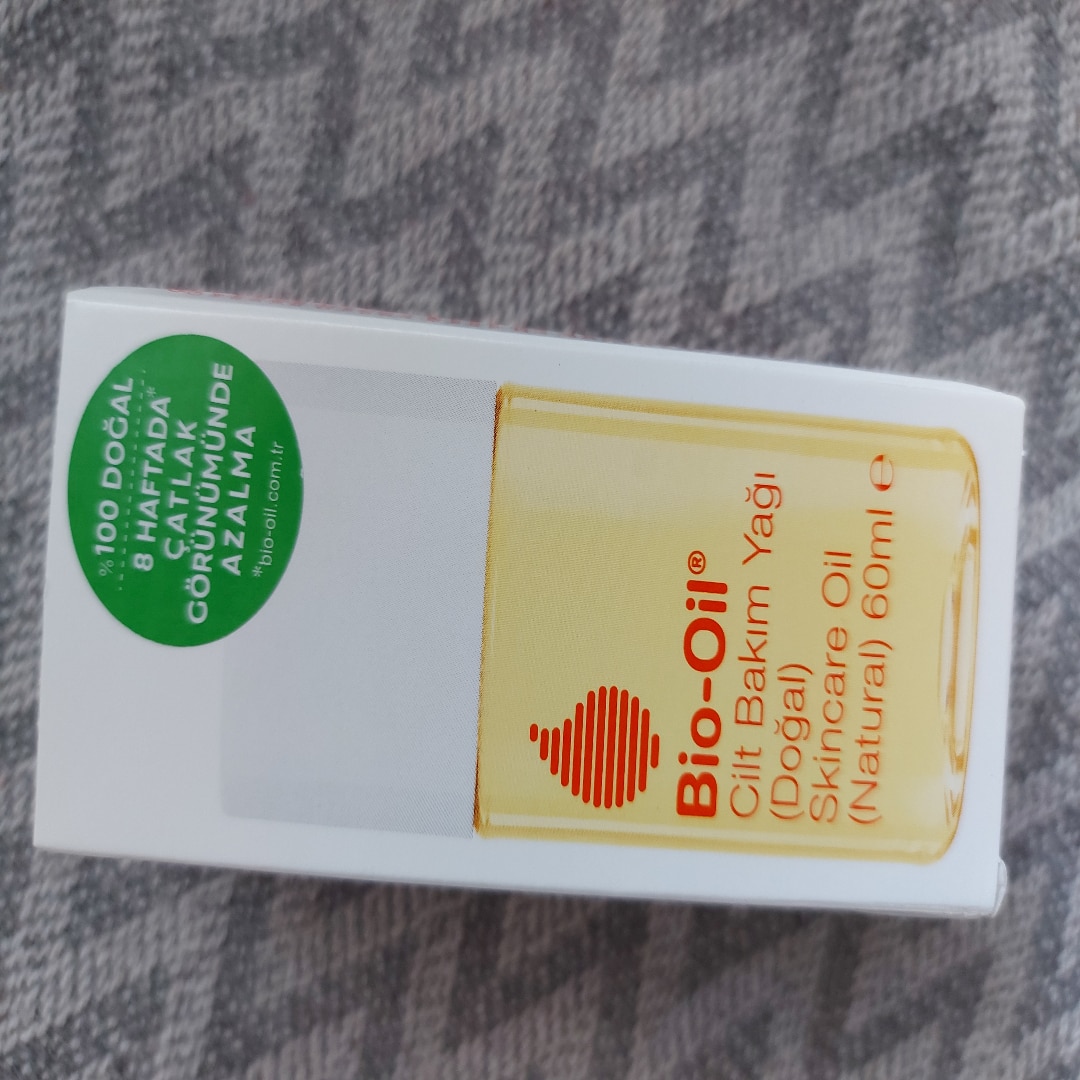 %100 DOĞAL
8 HAFTADA*
ÇATLAK
GÖRÜNÜMÜNDE
AZALMA
*bio-oil.com.tr
Bio-Oil®
Cilt Bakım Yağı
(Doğal)
Skincare Oil
(Natural) 60ml ℮